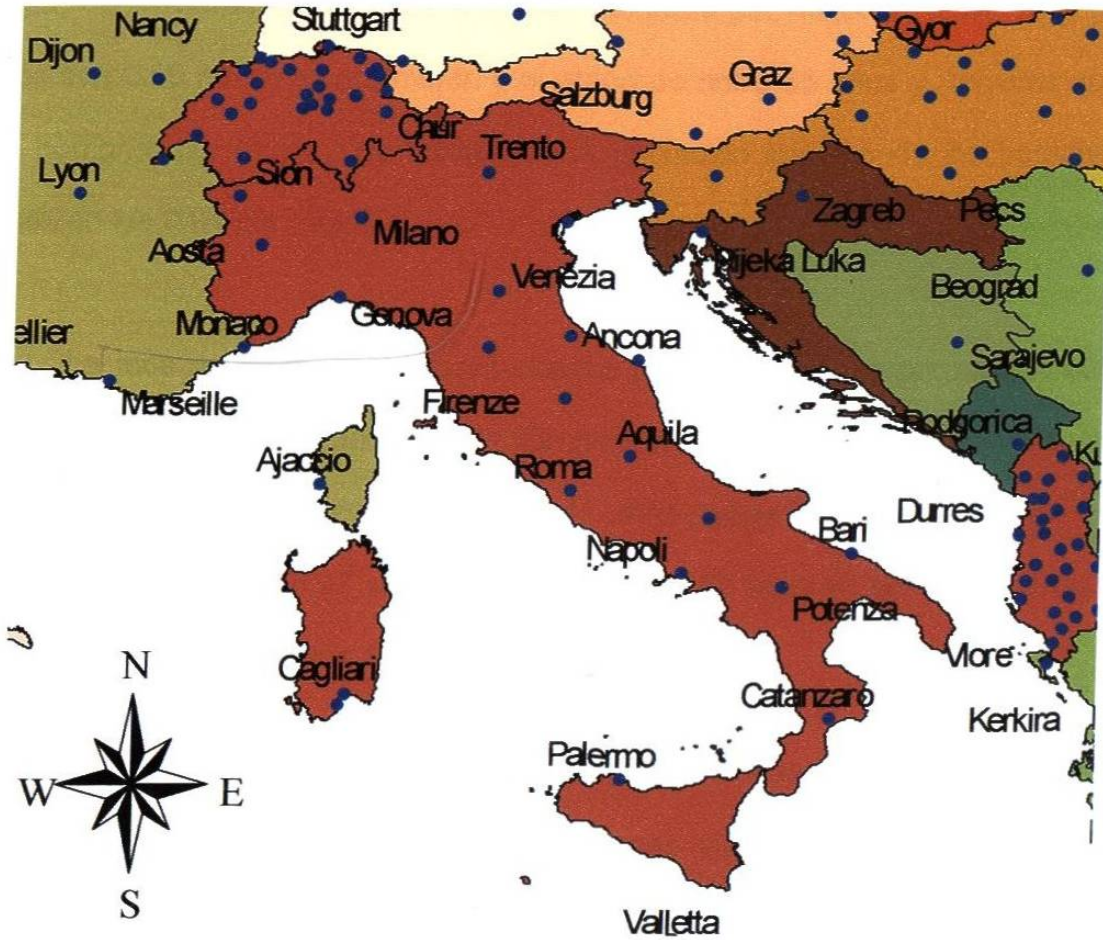 Nancy
Stuttgart
Gyor
Dijon
Salzburg
Graz
Chur
Trento
Lyon
Sion
Zagreb
Pecs
Aosta
Milano
Rijeka Luka
Venezia
Beograd
Monaco
Genova
ellier
Ancona
Sarajevo
Marseille
Firenze
Podgorica
Aquila
Ajaccio
Roma
Ku
Durres
Bari
Napoli
Potenza
Vlore
Cagliari
Catanzaro
Kerkira
N
Palermo
W
E
S
Valletta